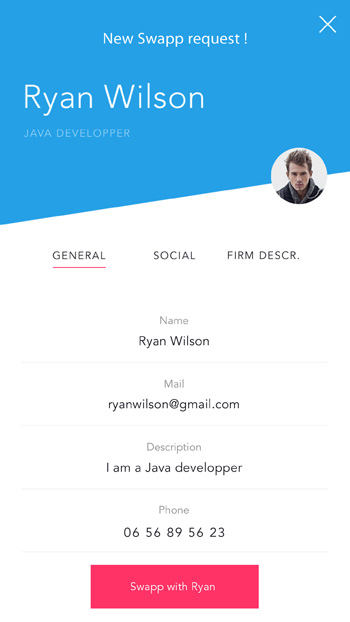 New Swapp request !
Ryan Wilson
JAVA DEVELOPPER
GENERAL SOCIAL FIRM DESCR.
Name
Ryan Wilson
Mail
ryanwilson@gmail.com
Description
I am a Java developper
Phone
06 56 89 56 23
Swapp with Ryan